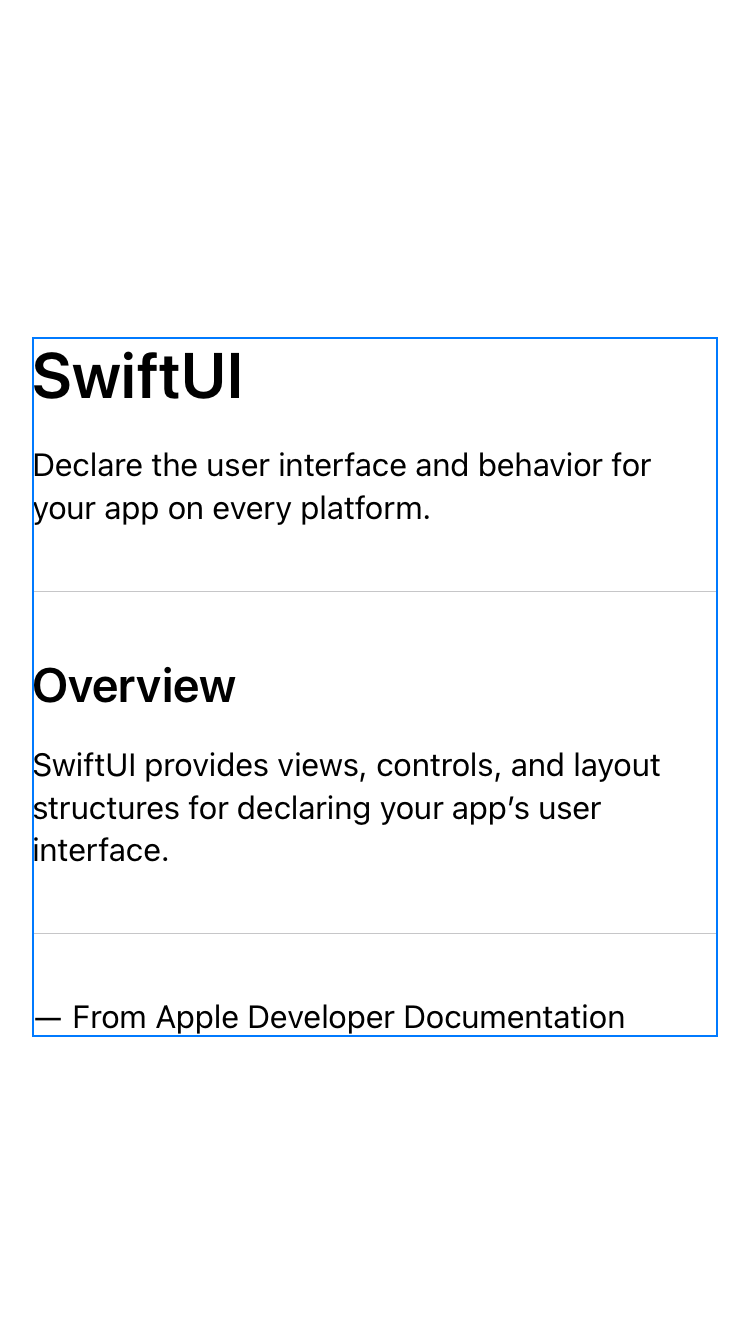 SwiftUI
Declare the user interface and behavior for
your app on every platform.
Overview
SwiftUI provides views, controls, and layout
structures for declaring your app’s user
interface.
— From Apple Developer Documentation